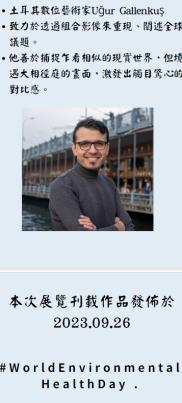 • 土耳其數位藝術家Uğur Gallenkuş
• 致力於透過組合影像來重現、闡述全球
議題。
• 他善於捕捉乍看相似的現實世界，但境
遇大相徑庭的畫面，激發出觸目驚心的
對比感。
本次展覽刊載作品發佈於
2023.09.26
#WorldEnvironmental
HealthDay .